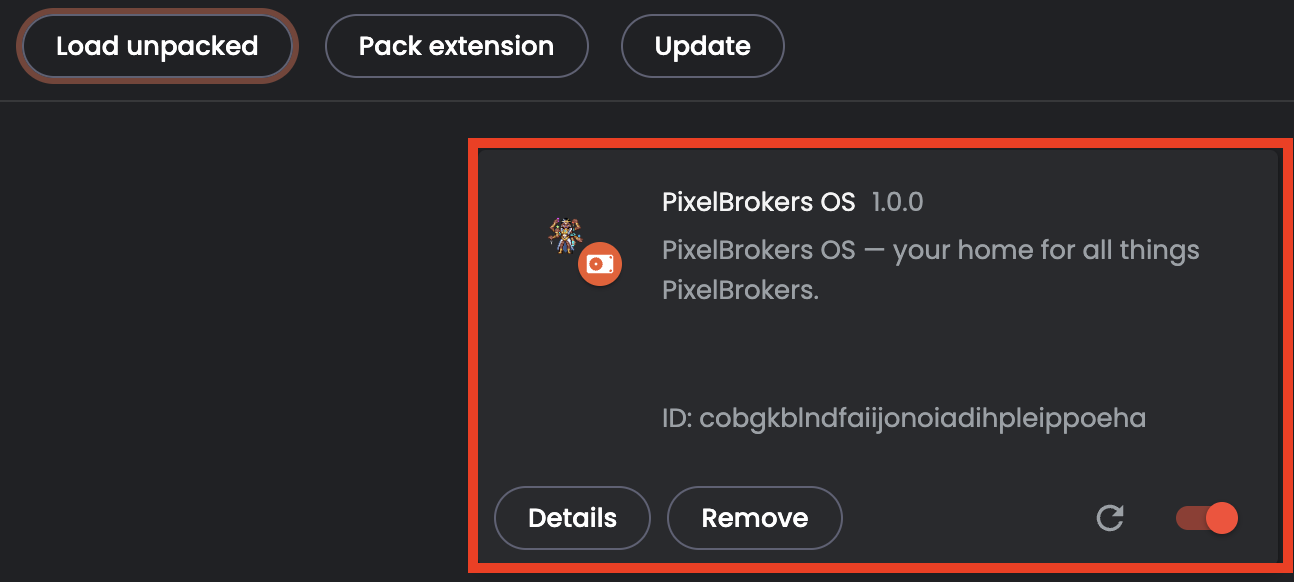 Load unpacked
Pack extension
Update
PixelBrokers OS 1.0.0
PixelBrokers OS — your home for all things
PixelBrokers.
ID: cobgkblndfaiijonoiadihpleippoeha
Details
Remove